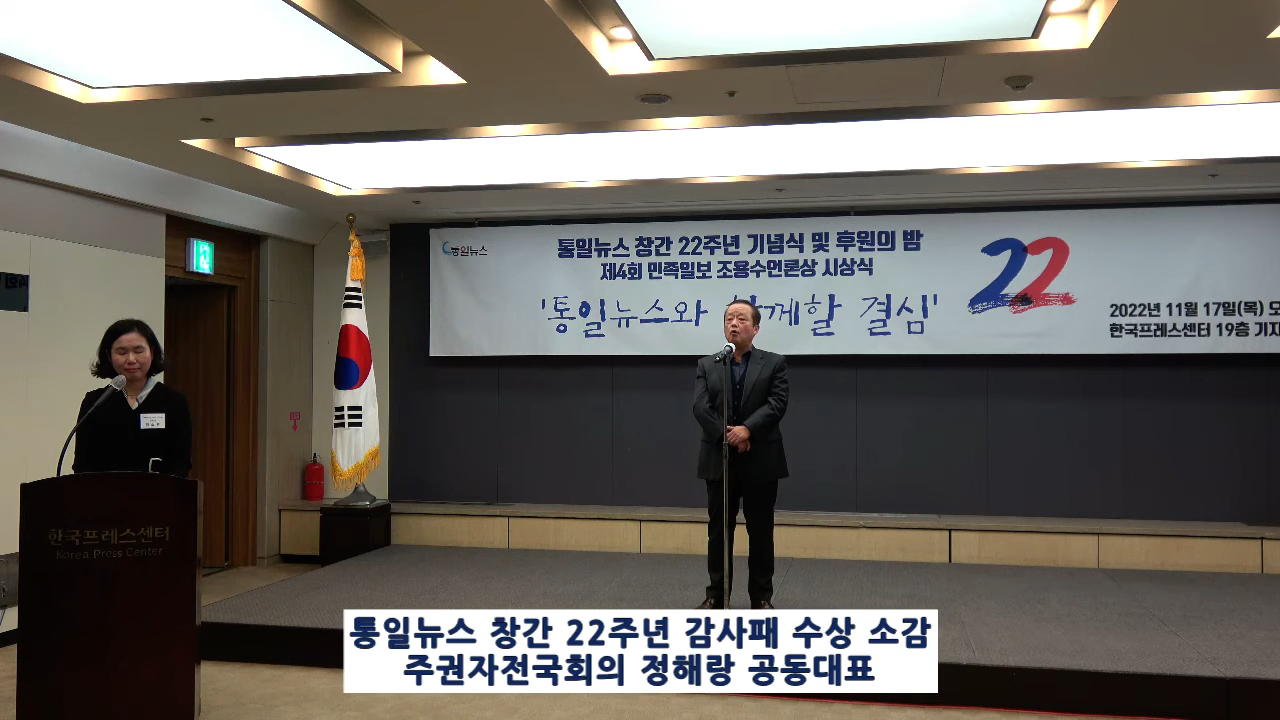 통일뉴스
통일뉴스 창간 22주년 기념식 및 후원의 밤
제4회 민족일보 조용수언론상 시상식
'통일뉴스와 함께할 결심'
22
2022년 11월 17일(목) 오
한국프레스센터 19층 기자
한국프레스센터
Korea Press Center
통일뉴스 창간 22주년 감사패 수상 소감
주권자전국회의 정해랑 공동대표